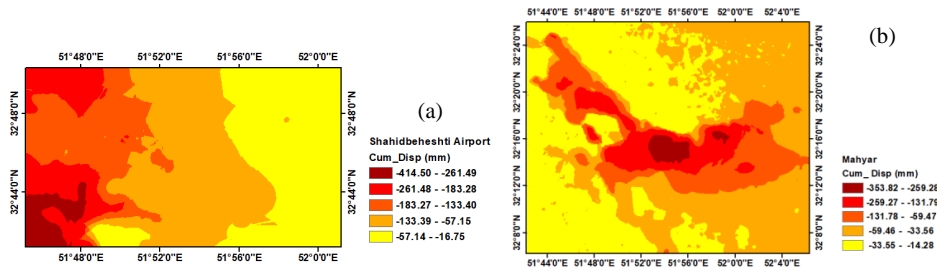 51°48'0"E 51°52'0"E 51°56'0"E 52°0'0"E
32°48'0"N 32°48'0"N
32°44'0"N 32°44'0"N
51°48'0"E 51°52'0"E 51°56'0"E 52°0'0"E
(a)
Shahidbeheshti Airport
Cum_Disp (mm)
-414.50 - -261.49
-261.48 - -183.28
-183.27 - -133.40
-133.39 - -57.15
-57.14 - -16.75
51°44'0"E 51°48'0"E 51°52'0"E 51°56'0"E 52°0'0"E 52°4'0"E
32°24'0"N 32°24'0"N
32°20'0"N 32°20'0"N
32°16'0"N 32°16'0"N
32°12'0"N 32°12'0"N
32°8'0"N 32°8'0"N
51°44'0"E 51°48'0"E 51°52'0"E 51°56'0"E 52°0'0"E 52°4'0"E
(b)
Mahyar
Cum_ Disp (mm)
-353.82 - -259.28
-259.27 - -131.79
-131.78 - -59.47
-59.46 - -33.56
-33.55 - -14.28